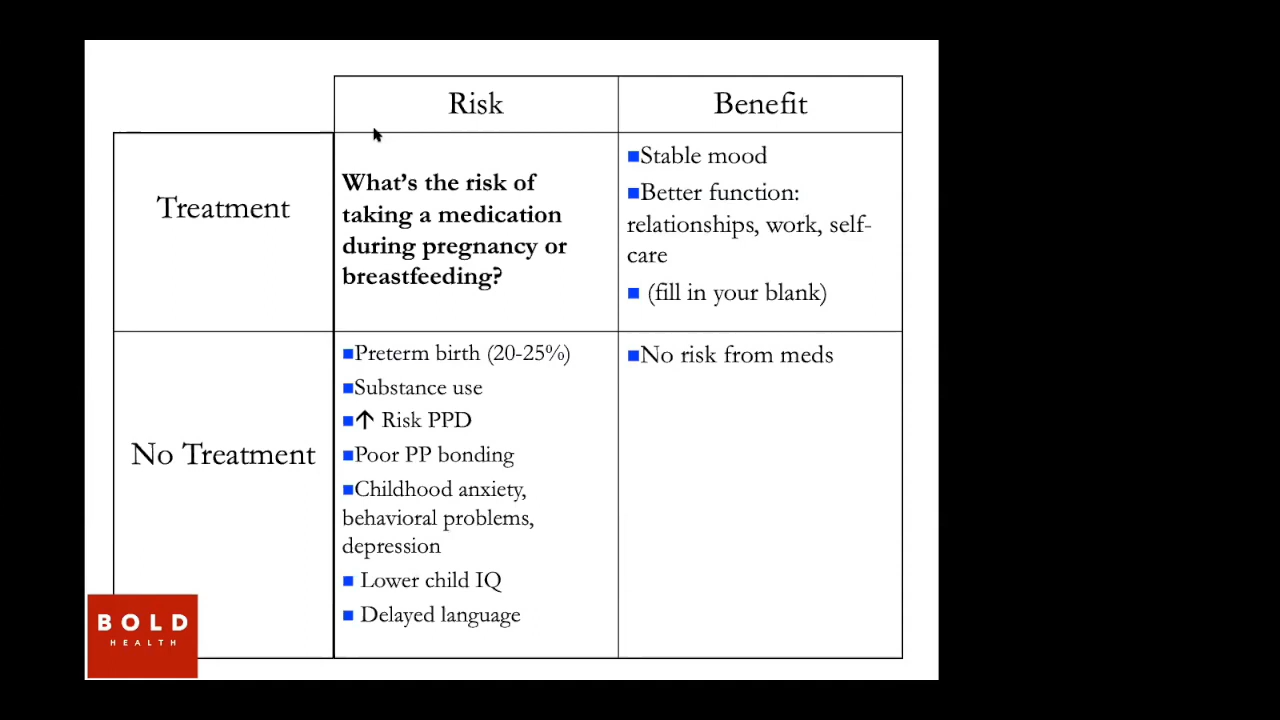 Risk
Benefit
Treatment
What’s the risk of
taking a medication
during pregnancy or
breastfeeding?
■Stable mood
■Better function:
relationships, work, self-
care
■ (fill in your blank)
No Treatment
■Preterm birth (20-25%)
■Substance use
■↑ Risk PPD
■Poor PP bonding
■Childhood anxiety,
behavioral problems,
depression
■ Lower child IQ
■ Delayed language
■No risk from meds
BOLD
HEALTH